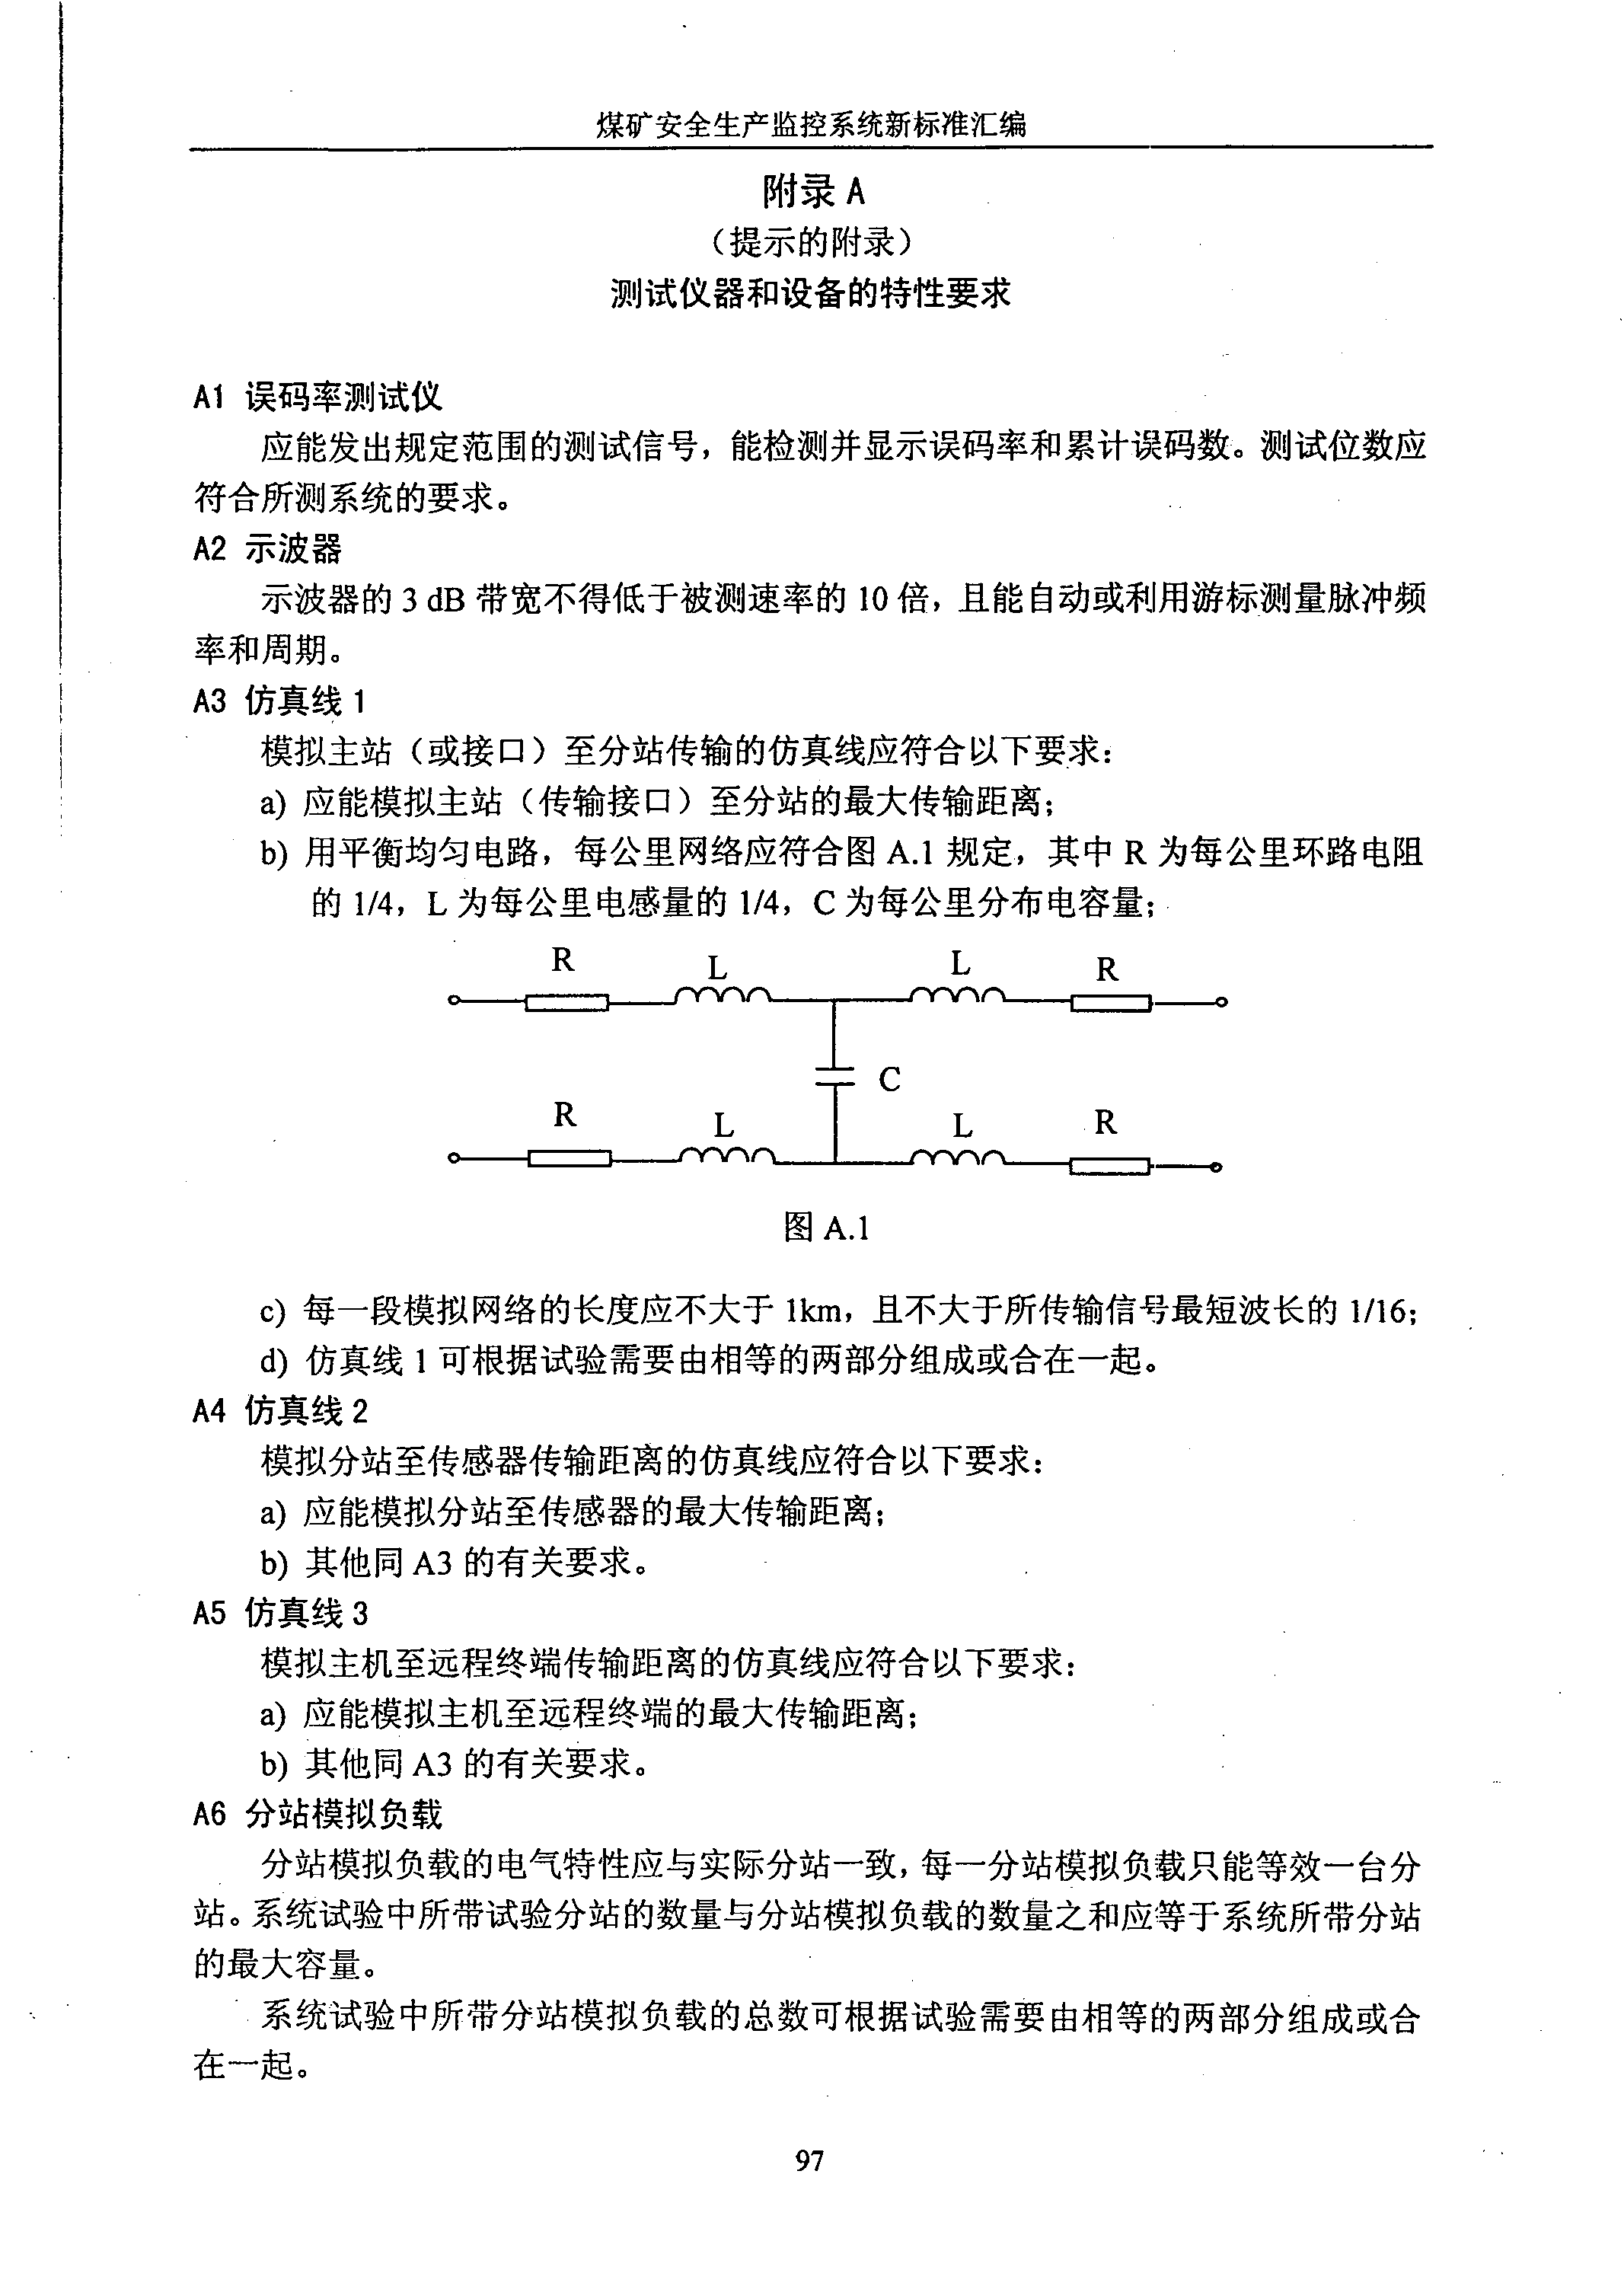 煤矿安全生产监控系统新标准汇编
附录 A
（提示的附录）
测试仪器和设备的特性要求
A1 误码率测试仪
应能发出规定范围的测试信号，能检测并显示误码率和累计误码数。测试位数应
符合所测系统的要求。
A2 示波器
示波器的 3 dB 带宽不得低于被测速率的 10 倍，且能自动或利用游标测量脉冲频
率和周期。
A3 仿真线 1
模拟主站（或接口）至分站传输的仿真线应符合以下要求：
a) 应能模拟主站（传输接口）至分站的最大传输距离；
b) 用平衡均匀电路，每公里网络应符合图 A.1 规定，其中 R 为每公里环路电阻
的 1/4，L 为每公里电感量的 1/4，C 为每公里分布电容量；
R L L R
C
R L L R
图 A.1
c) 每一段模拟网络的长度应不大于 1km，且不大于所传输信号最短波长的 1/16；
d) 仿真线 1 可根据试验需要由相等的两部分组成或合在一起。
A4 仿真线 2
模拟分站至传感器传输距离的仿真线应符合以下要求：
a) 应能模拟分站至传感器的最大传输距离；
b) 其他同 A3 的有关要求。
A5 仿真线 3
模拟主机至远程终端传输距离的仿真线应符合以下要求：
a) 应能模拟主机至远程终端的最大传输距离；
b) 其他同 A3 的有关要求。
A6 分站模拟负载
分站模拟负载的电气特性应与实际分站一致，每一分站模拟负载只能等效一台分
站。系统试验中所带试验分站的数量与分站模拟负载的数量之和应等于系统所带分站
的最大容量。
系统试验中所带分站模拟负载的总数可根据试验需要由相等的两部分组成或合
在一起。
97